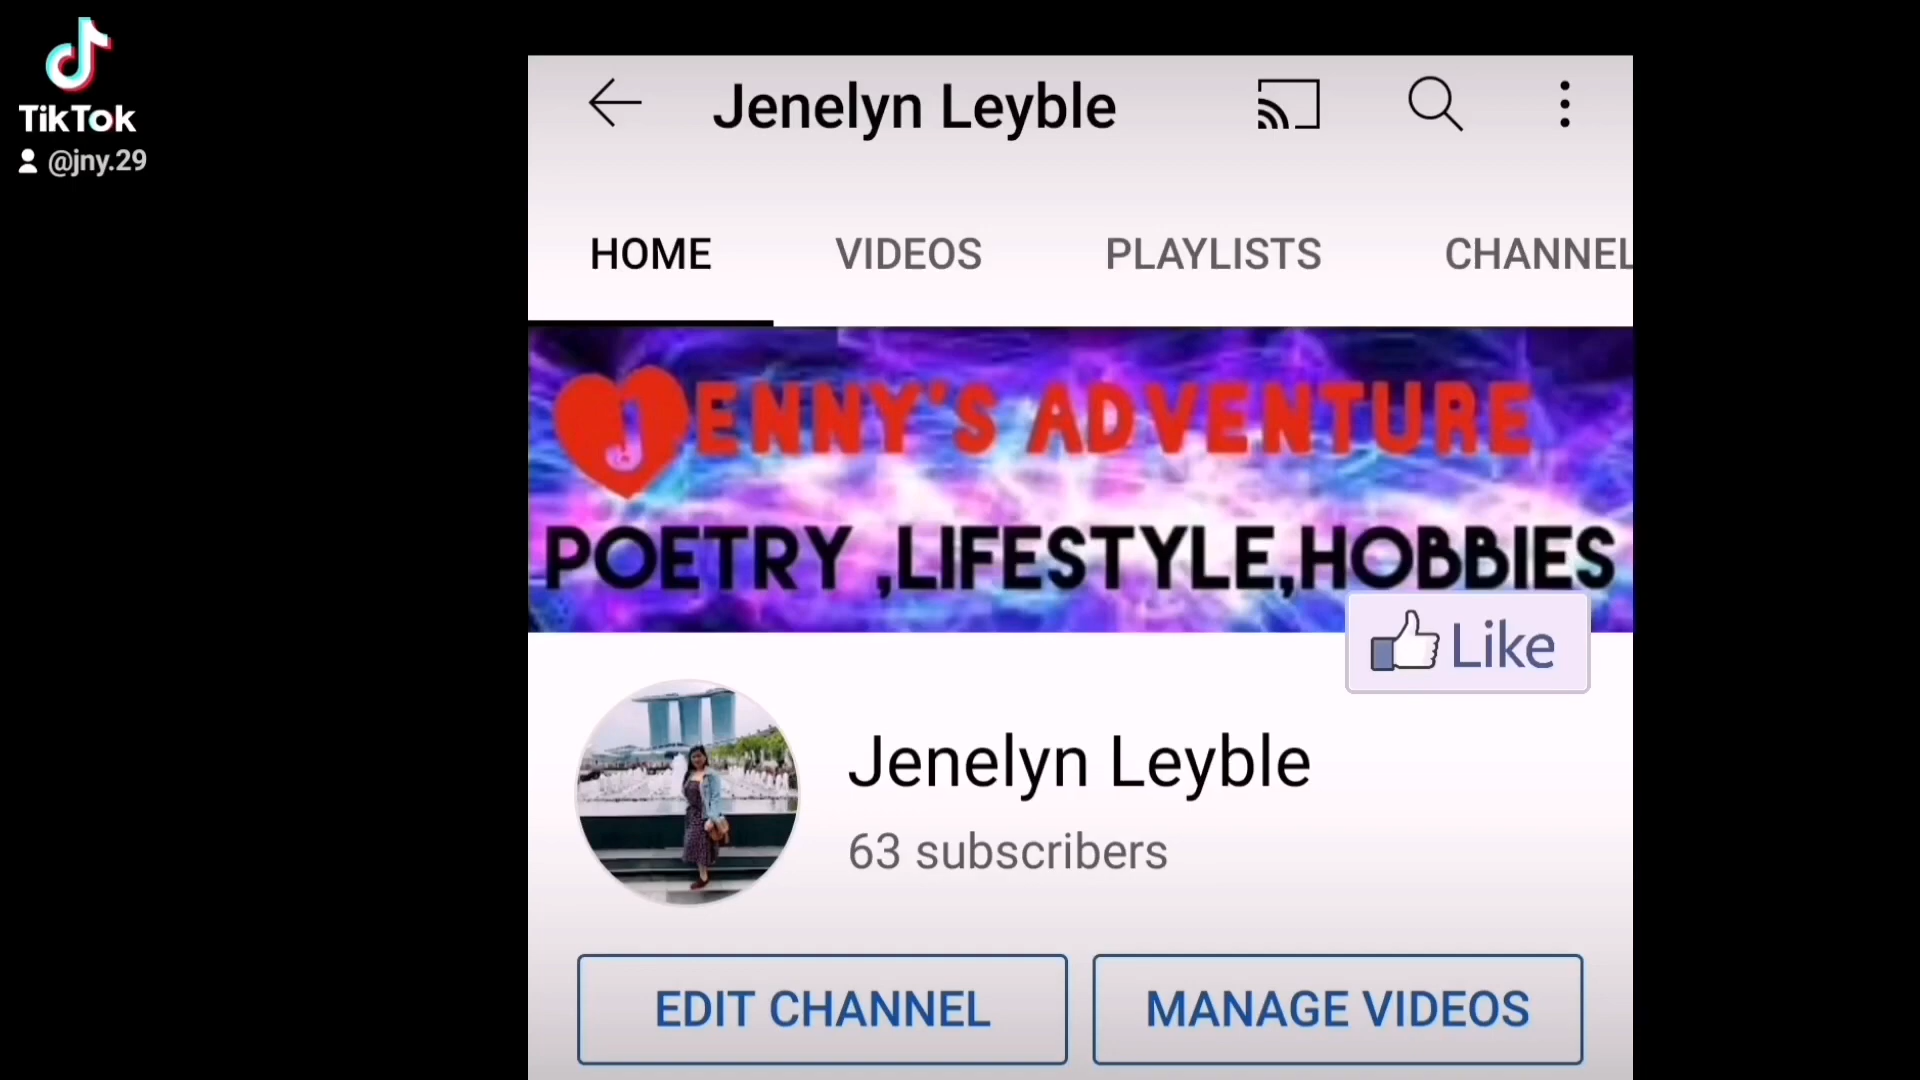 TikTok
@jny.29
Jenelyn Leyble
HOME VIDEOS PLAYLISTS CHANNEL
JENNY'S ADVENTURE
POETRY ,LIFESTYLE,HOBBIES
Like
Jenelyn Leyble
63 subscribers
EDIT CHANNEL MANAGE VIDEOS